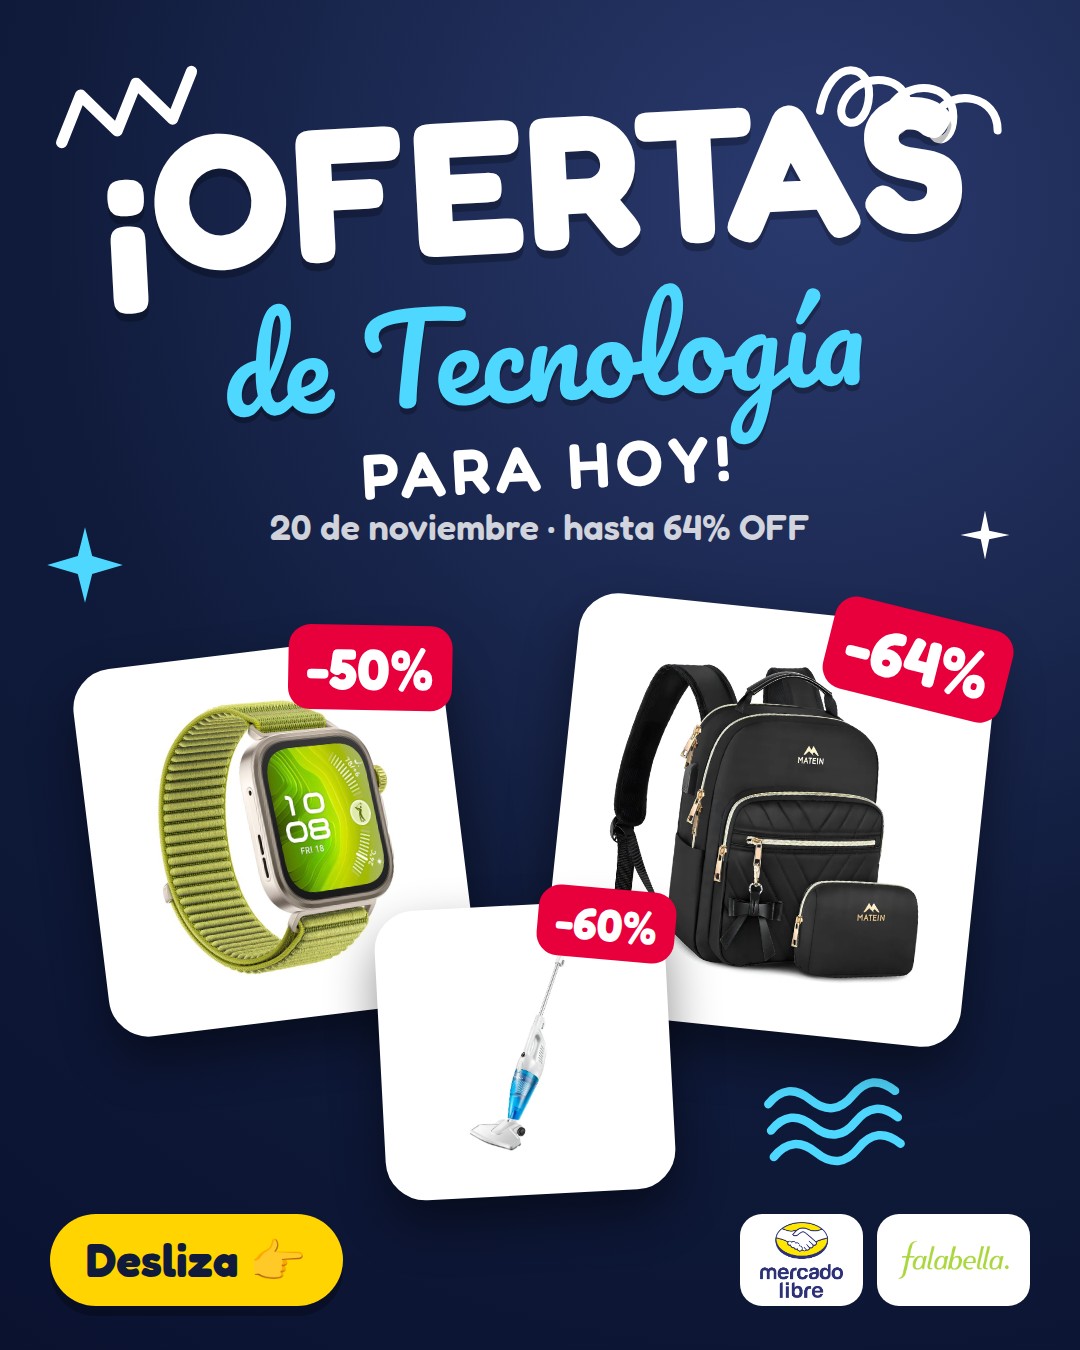 ¡OFERTAS
de Tecnología
PARA HOY!
20 de noviembre · hasta 64% OFF
-50%
-64%
10
08
FRI 18
MATEIN
MATEIN
-60%
Desliza
mercado
libre
falabella.